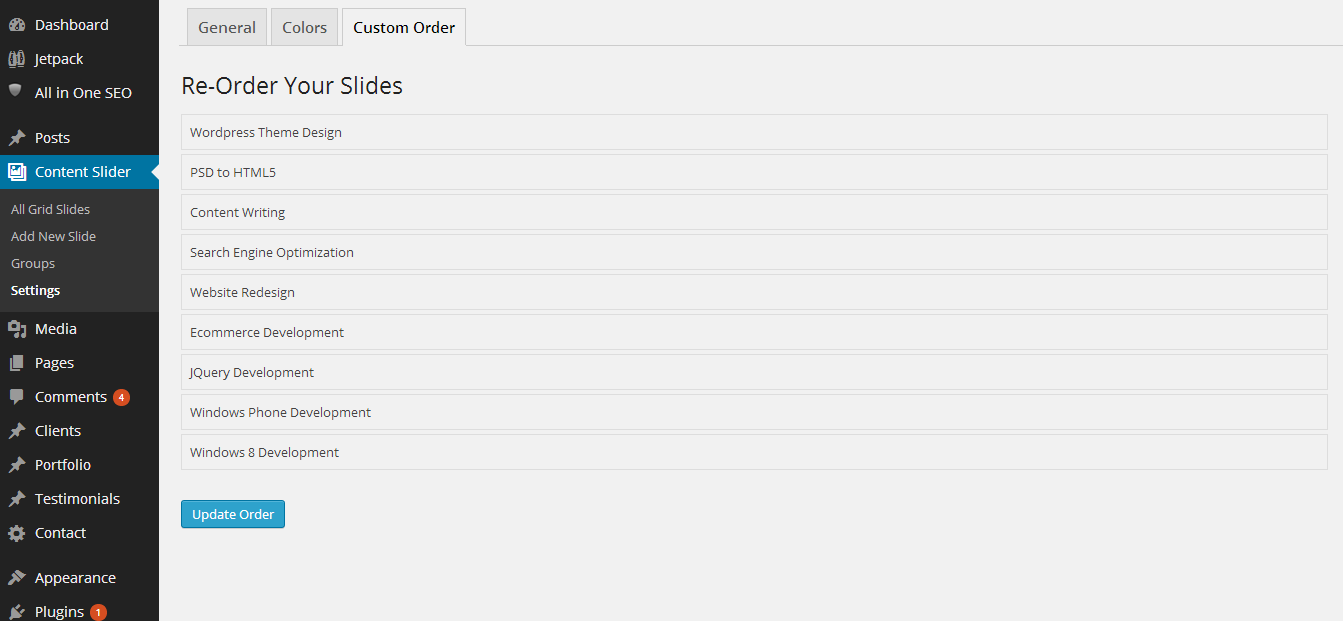 Dashboard
Jetpack
All in One SEO
Posts
Content Slider
All Grid Slides
Add New Slide
Groups
Settings
Media
Pages
Comments 4
Clients
Portfolio
Testimonials
Contact
Appearance
Plugins 1
General Colors Custom Order
Re-Order Your Slides
Wordpress Theme Design
PSD to HTML5
Content Writing
Search Engine Optimization
Website Redesign
Ecommerce Development
JQuery Development
Windows Phone Development
Windows 8 Development
Update Order